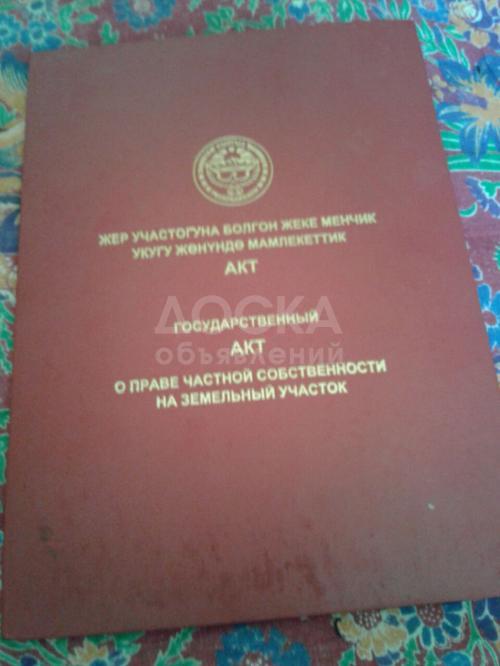 ЖЕР УЧАСТОГУНА БОЛГОН ЖЕКЕ МЕНЧИК
УКУГУ ЖӨНҮНДӨ МАМЛЕКЕТТИК
АКТ
ГОСУДАРСТВЕННЫЙ
АКТ
О ПРАВЕ ЧАСТНОЙ СОБСТВЕННОСТИ
НА ЗЕМЕЛЬНЫЙ УЧАСТОК
ДОСКА
объявлений